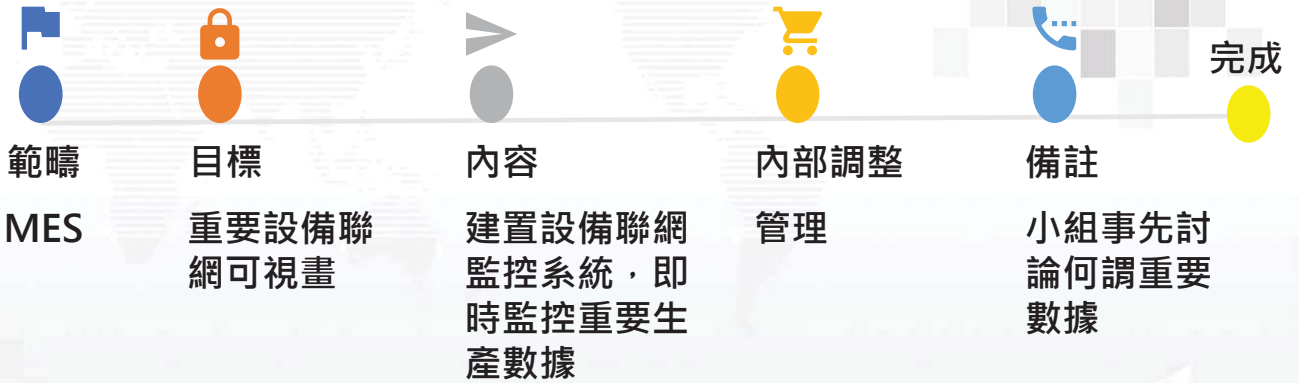 完成
範疇
目標
內容
內部調整
備註
MES
重要設備聯
網可視畫
建置設備聯網
監控系統，即
時監控重要生
產數據
管理
小組事先討
論何謂重要
數據